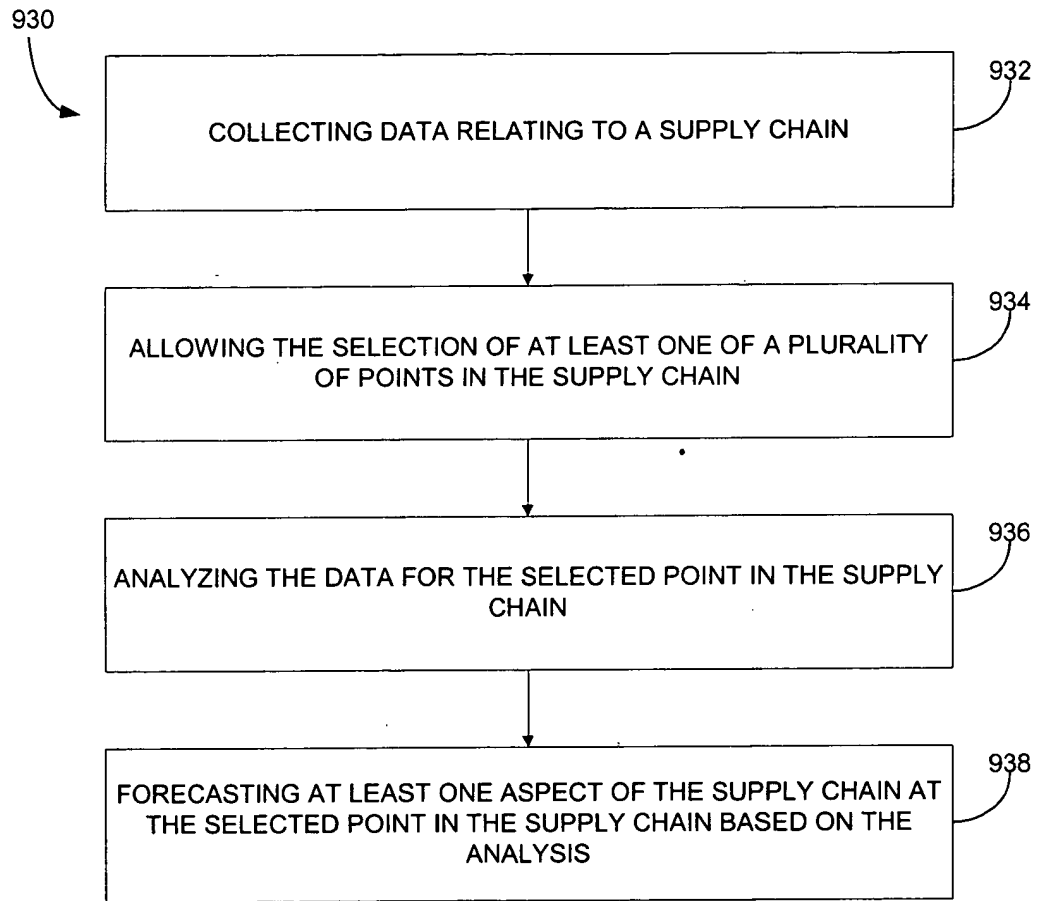 930
932
COLLECTING DATA RELATING TO A SUPPLY CHAIN
934
ALLOWING THE SELECTION OF AT LEAST ONE OF A PLURALITY
OF POINTS IN THE SUPPLY CHAIN
936
ANALYZING THE DATA FOR THE SELECTED POINT IN THE SUPPLY
CHAIN
938
FORECASTING AT LEAST ONE ASPECT OF THE SUPPLY CHAIN AT
THE SELECTED POINT IN THE SUPPLY CHAIN BASED ON THE
ANALYSIS